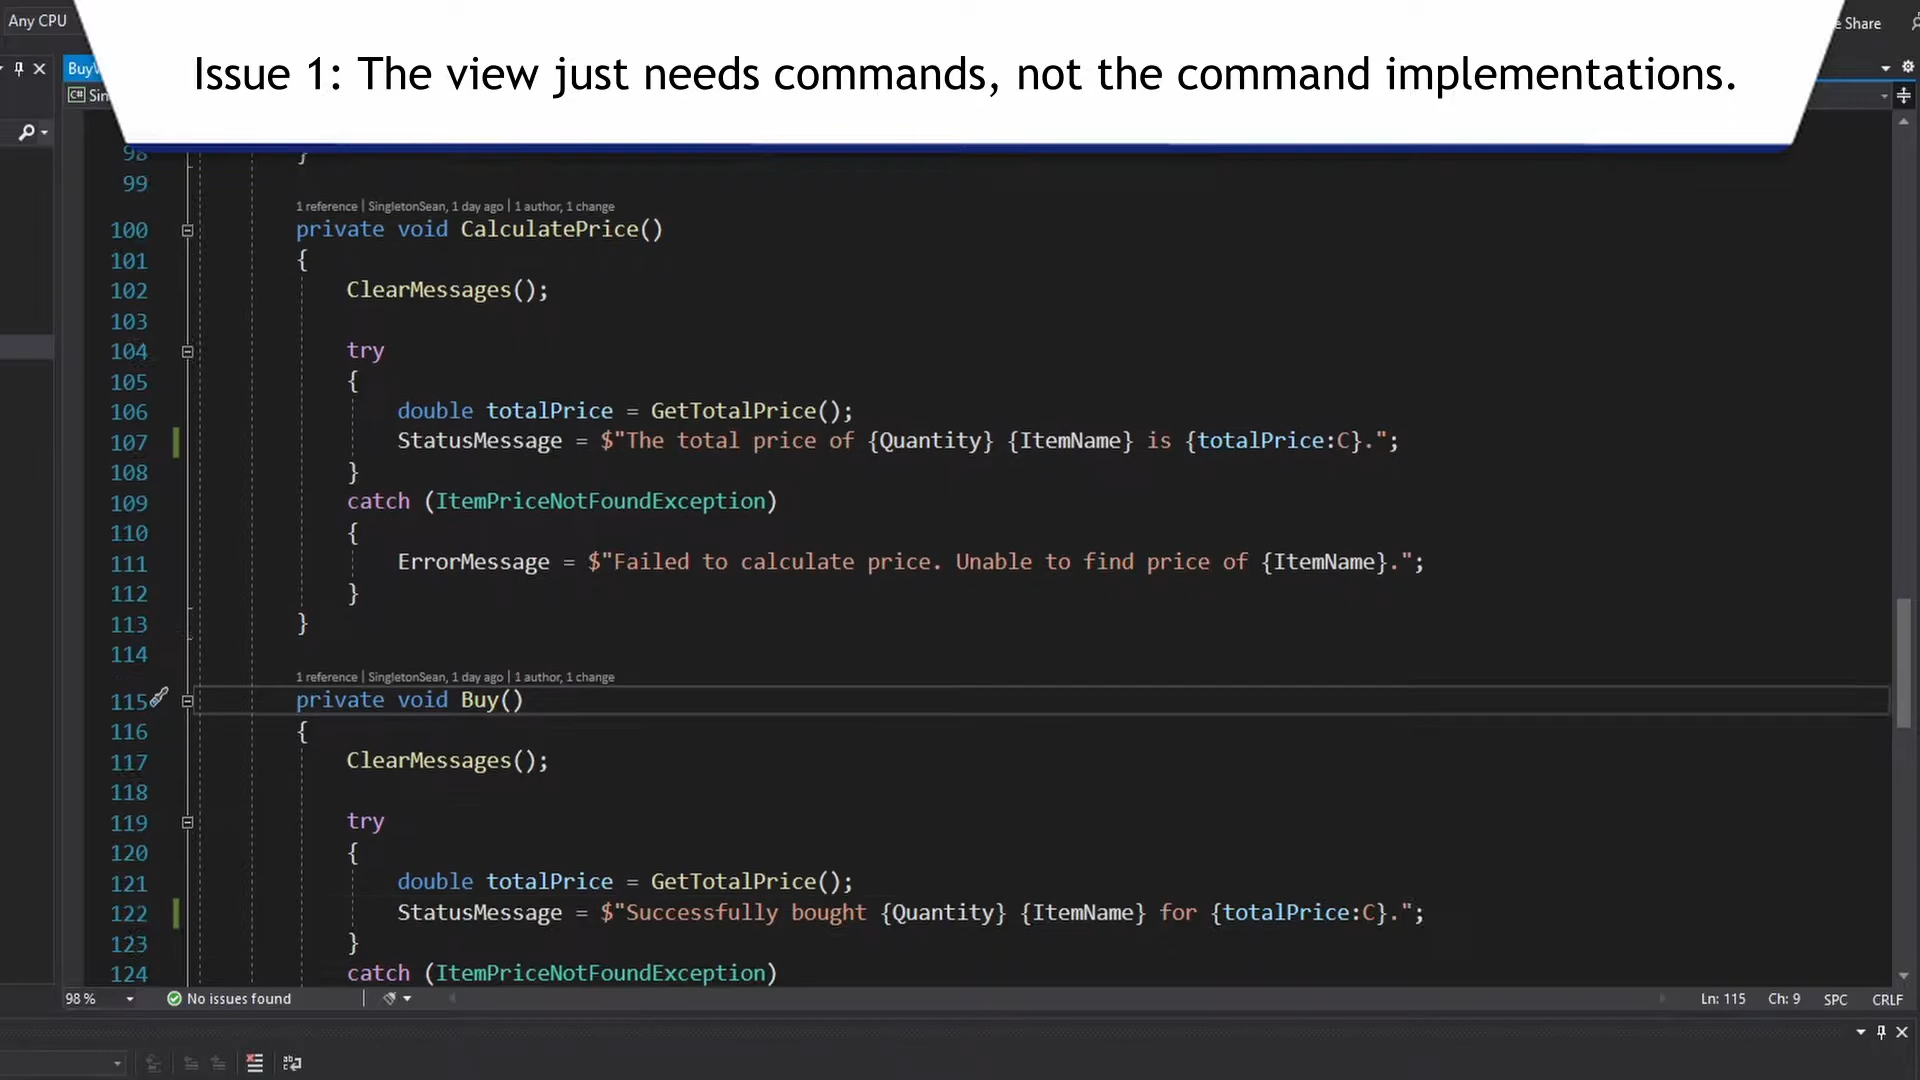 Any CPU
Issue 1: The view just needs commands, not the command implementations.
Share
98
}
99
1 reference | SingletonSean, 1 day ago | 1 author, 1 change
100 private void CalculatePrice()
101 {
102 ClearMessages();
103
104 try
105 {
106 double totalPrice = GetTotalPrice();
107 StatusMessage = $"The total price of {Quantity} {ItemName} is {totalPrice:C}.";
108 }
109 catch (ItemPriceNotFoundException)
110 {
111 ErrorMessage = $"Failed to calculate price. Unable to find price of {ItemName}.";
112 }
113 }
114
1 reference | SingletonSean, 1 day ago | 1 author, 1 change
115 private void Buy()
116 {
117 ClearMessages();
118
119 try
120 {
121 double totalPrice = GetTotalPrice();
122 StatusMessage = $"Successfully bought {Quantity} {ItemName} for {totalPrice:C}.";
123 }
124 catch (ItemPriceNotFoundException)
98 % No issues found Ln: 115 Ch: 9 SPC CRLF